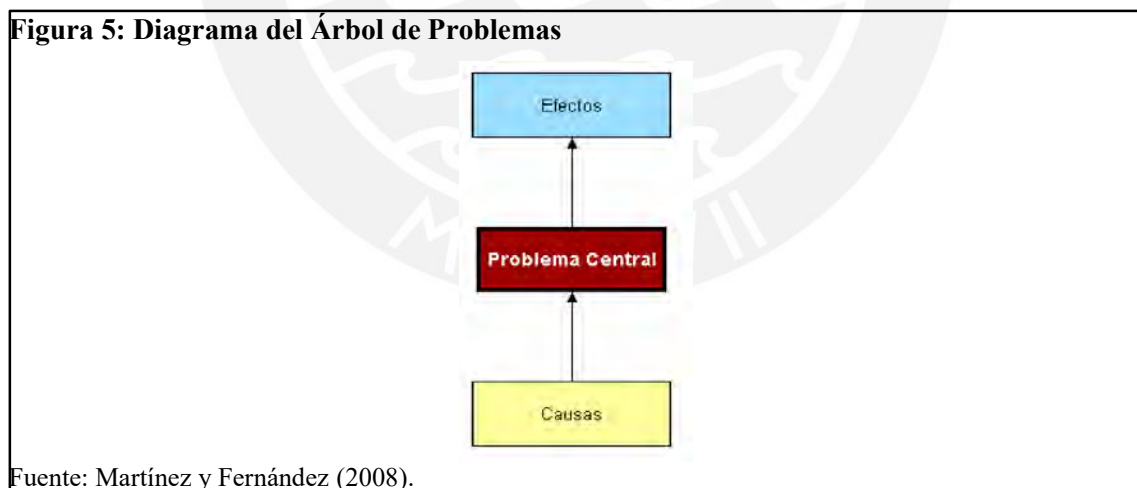 Figura 5: Diagrama del Árbol de Problemas
Efectos
Problema Central
Causas
Fuente: Martínez y Fernández (2008).